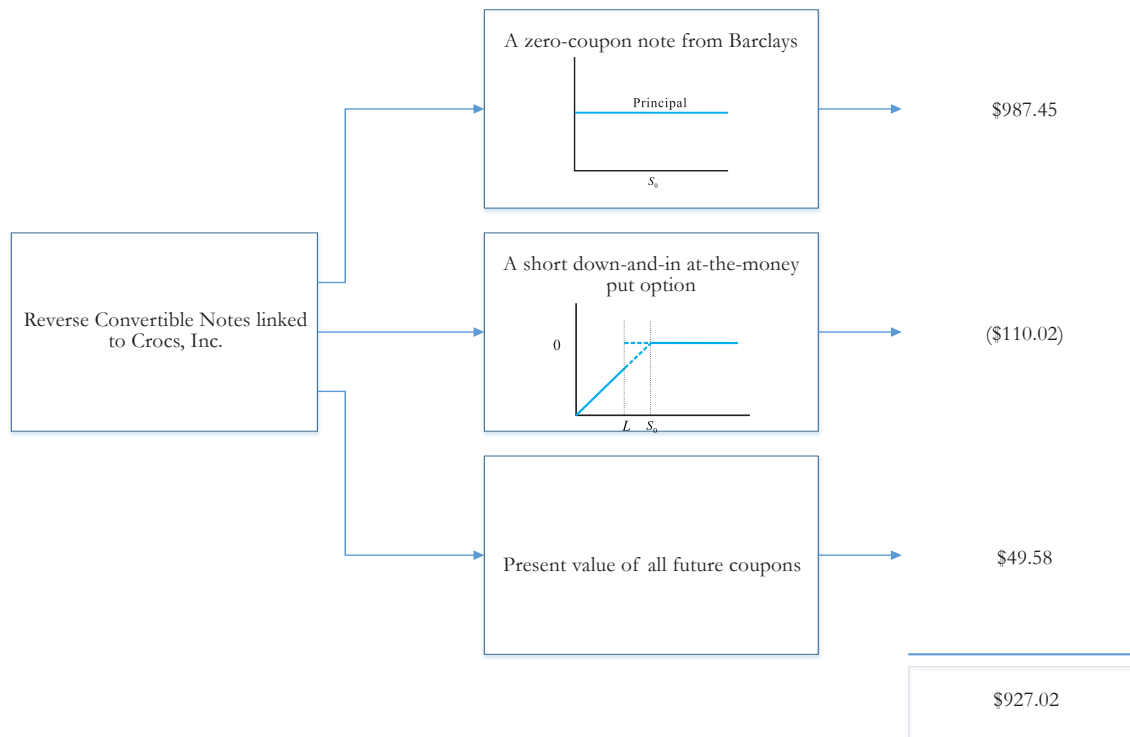 A zero-coupon note from Barclays
Principal
S₀
$987.45
Reverse Convertible Notes linked
to Crocs, Inc.
A short down-and-in at-the-money
put option
0
L S₀
($110.02)
Present value of all future coupons
$49.58
$927.02